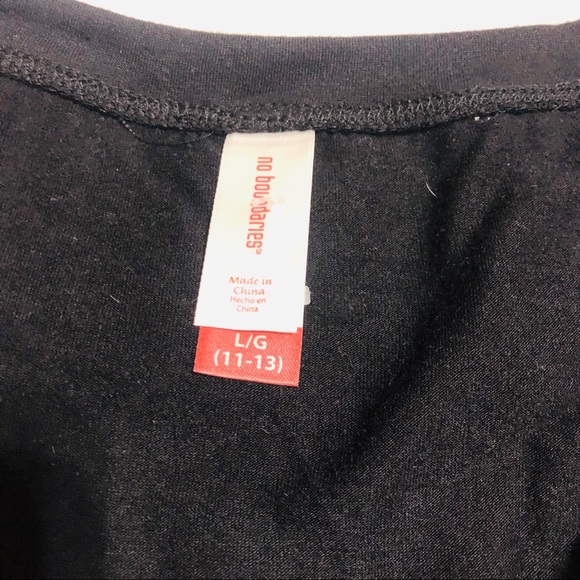 no boundaries
Made in
China
Hecho en
China
L/G
(11-13)